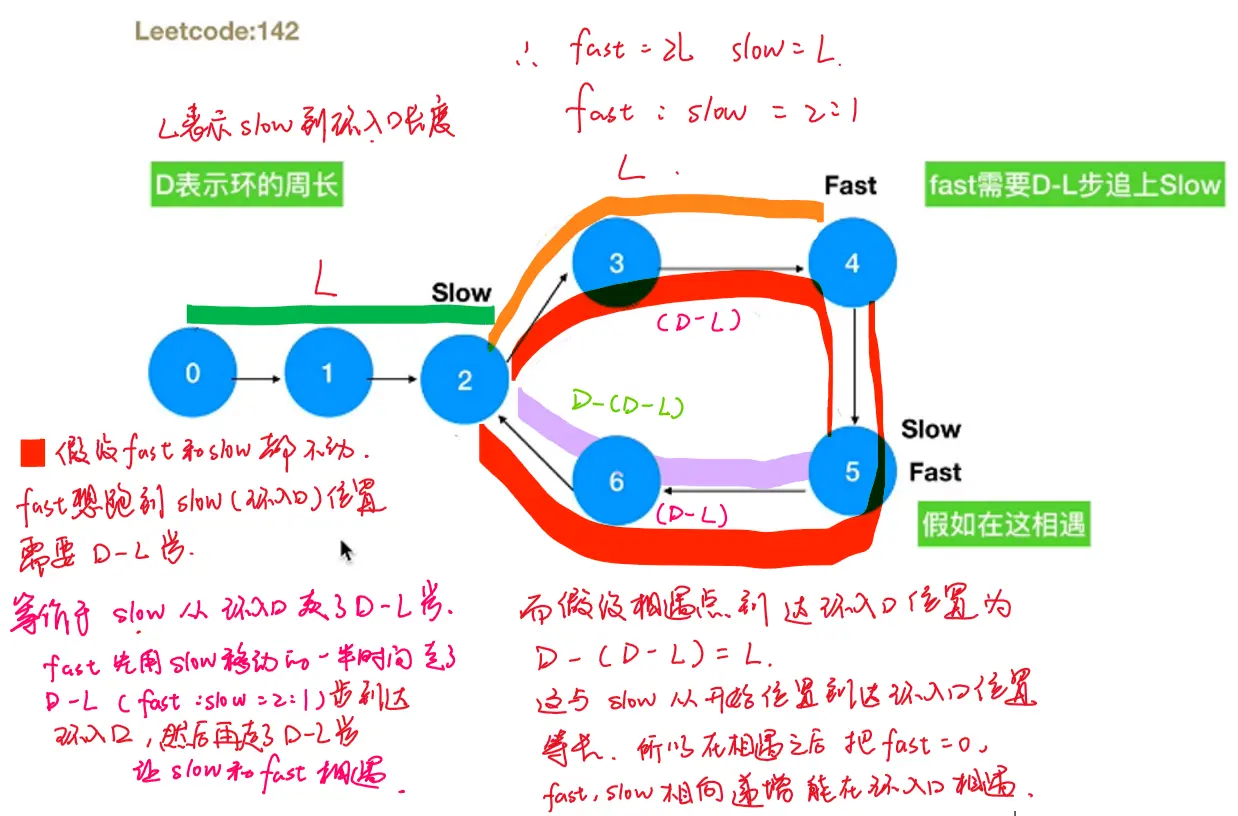 Leetcode:142
∴ fast = 2L slow = L.
fast : slow = 2:1
L表示slow到环入口长度
D表示环的周长
L.
Fast
fast需要D-L步追上Slow
L
Slow
3
4
(D-L)
0
1
2
D-(D-L)
Slow
6
5
Fast
(D-L)
假如在这相遇
假设fast和slow都不动.
fast想跑到slow(环入口)位置
需要D-L步.
等价于slow从环入口走了D-L步.
fast先用slow移动的一半时间走了
D-L (fast:slow=2:1)步到达
环入口,然后再走了D-L步
让slow和fast相遇.
而假设相遇点到达环入口位置为
D-(D-L)=L.
这与slow从开始位置到达环入口位置
等长.所以在相遇之后把fast=0,
fast,slow相向递增能在环入口相遇.